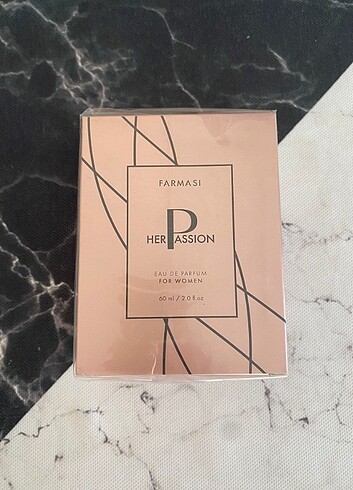 FARMASI
HER PASSION
EAU DE PARFUM
FOR WOMEN
60 ml / 2.0 fl.oz